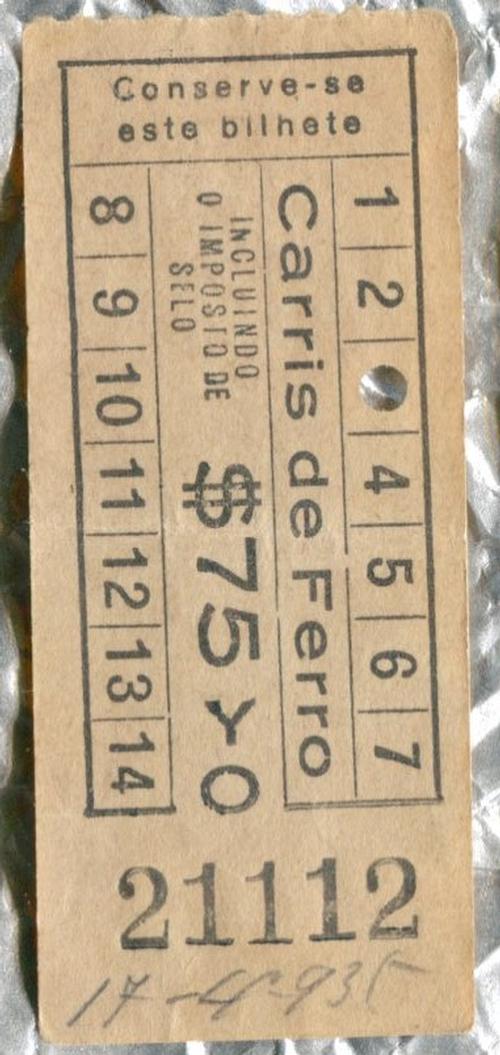 Conserve-se
este bilhete
1 2 4 5 6 7
Carris de Ferro
INCLUINDO
O IMPOSTO DE
SELO
$75 Y O
8 9 10 11 12 13 14
21112
17-4-935